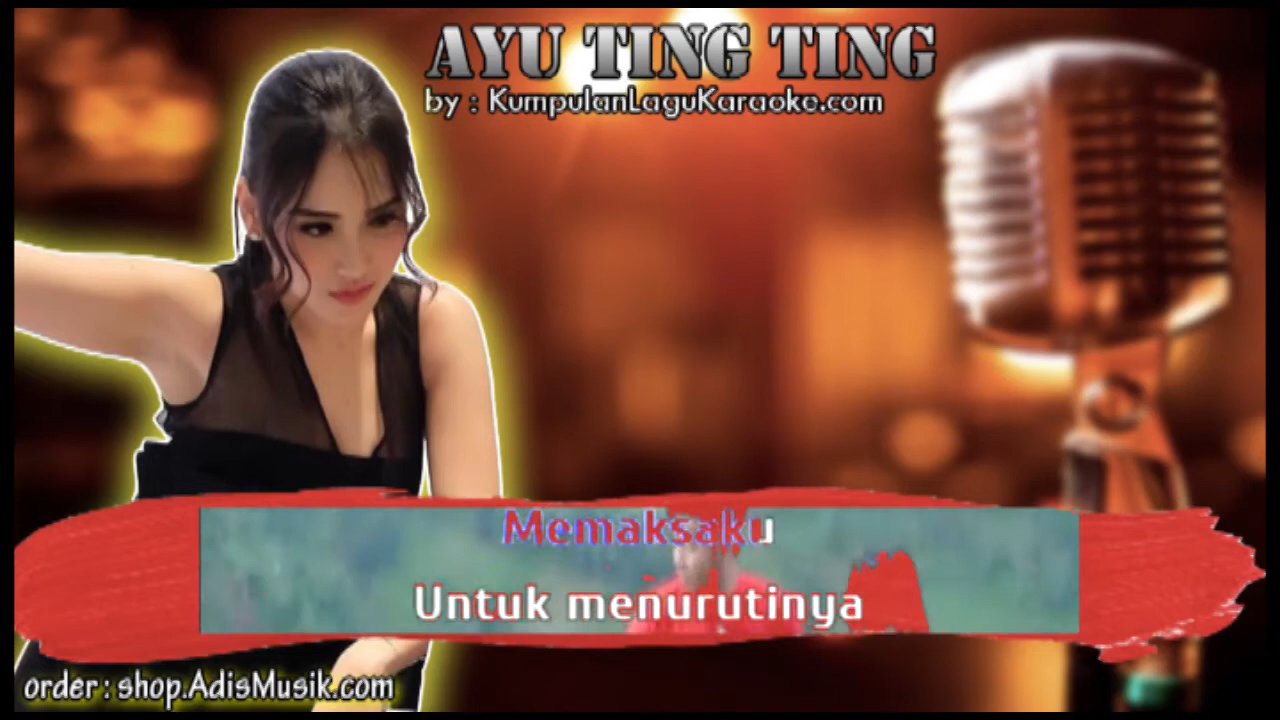 AYU TING TING
by : KumpulanLaguKaraoke.com
Memaksaku
Untuk menurutinya
order : shop.AdisMusik.com